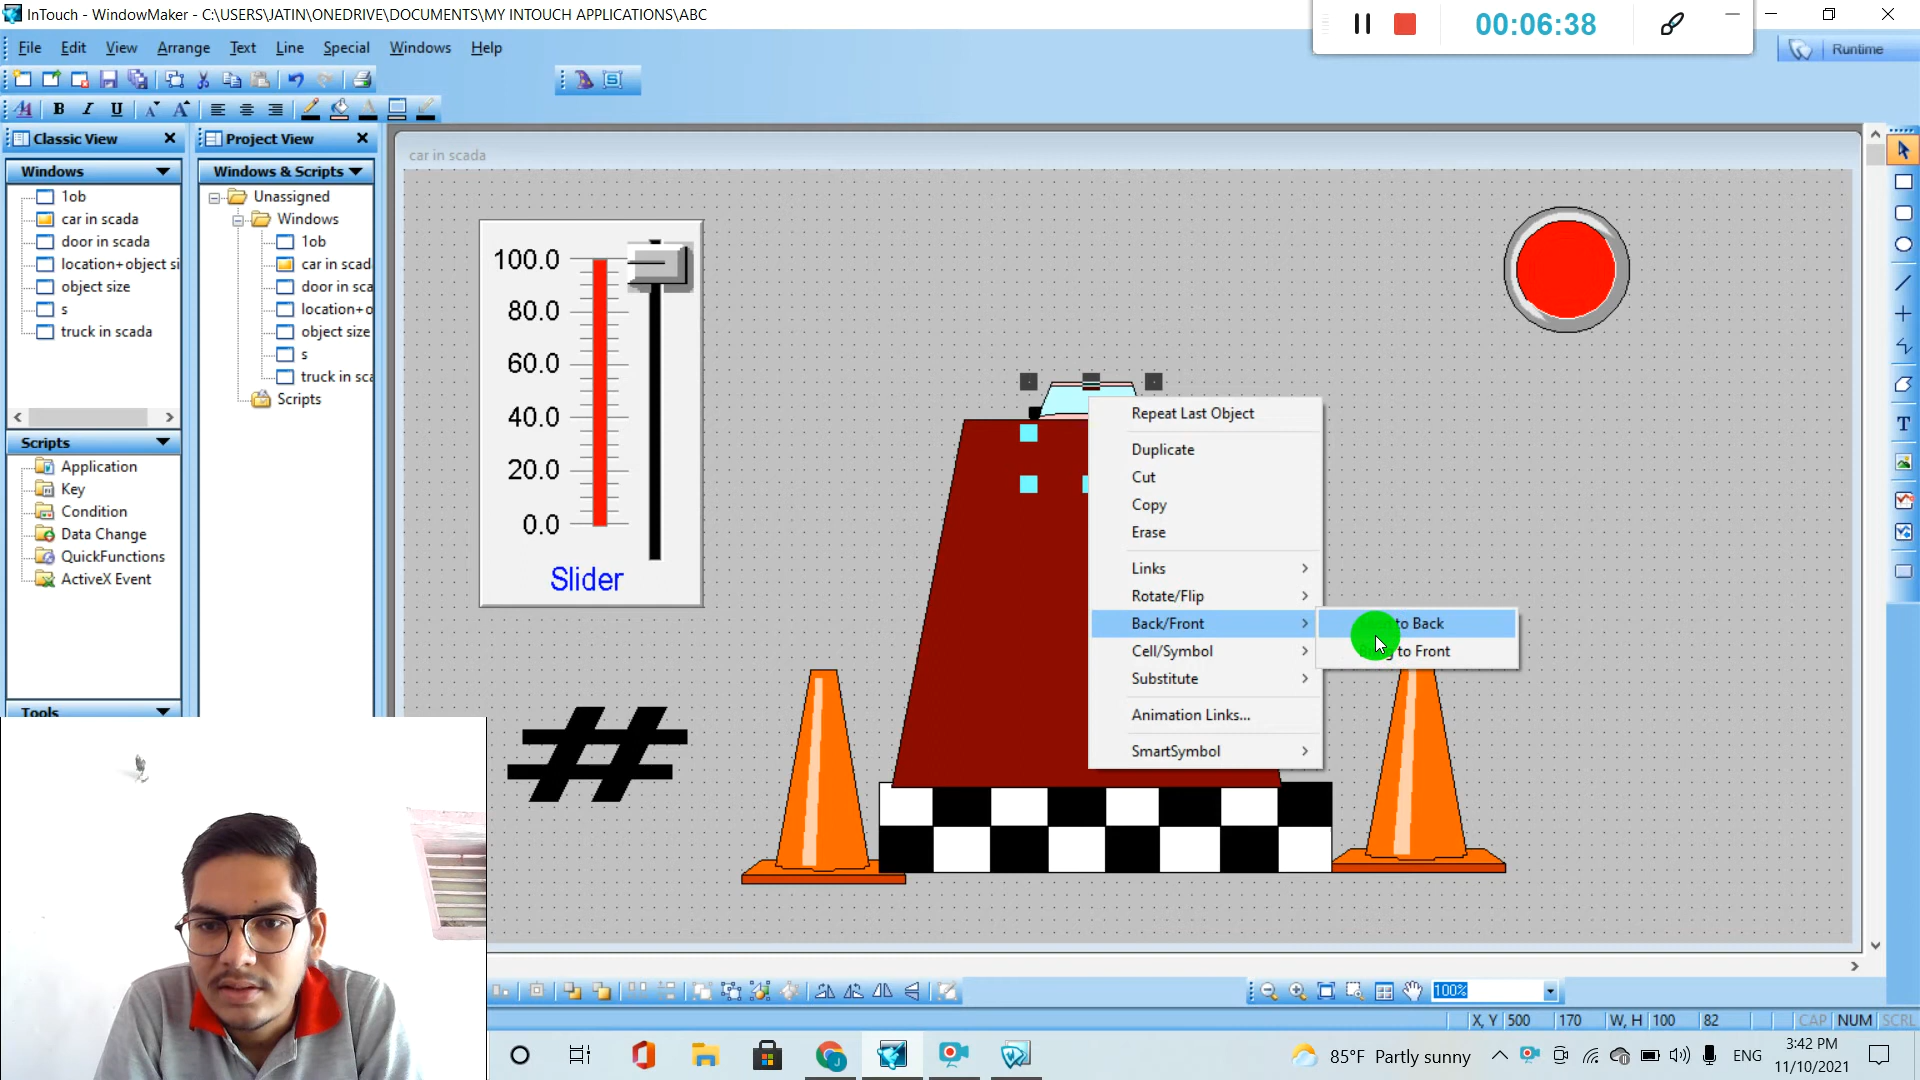 InTouch - WindowMaker - C:\USERS\JATIN\ONEDRIVE\DOCUMENTS\MY INTOUCH APPLICATIONS\ABC
00:06:38
File Edit View Arrange Text Line Special Windows Help
Runtime
B I U
Classic View
Project View
car in scada
Windows
Windows & Scripts
1ob
car in scada
door in scada
location+object si
object size
s
truck in scada
Unassigned
Windows
1ob
car in scad
door in sca
location+o
object size
s
truck in sca
Scripts
Scripts
Application
Key
Condition
Data Change
QuickFunctions
ActiveX Event
Tools
100.0
80.0
60.0
40.0
20.0
0.0
Slider
#
Repeat Last Object
Duplicate
Cut
Copy
Erase
Links
Rotate/Flip
Back/Front
Cell/Symbol
Substitute
Animation Links...
SmartSymbol
to Back
to Front
100%
X, Y 500 170 W, H 100 82 CAP NUM SCRL
85°F Partly sunny
ENG
3:42 PM
11/10/2021